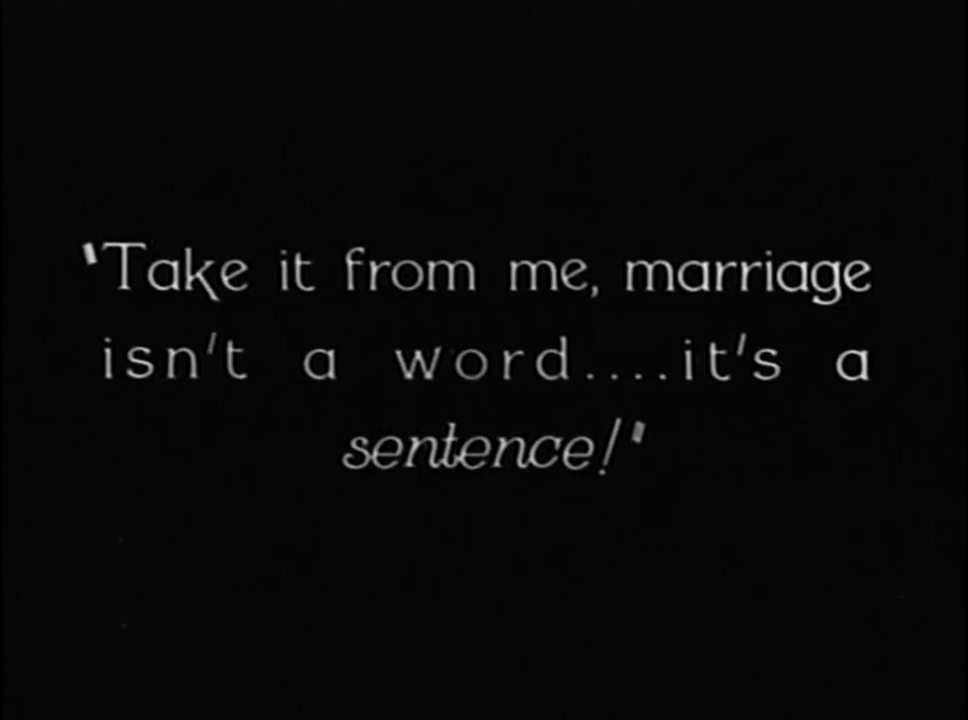 'Take it from me, marriage
isn't a word....it's a
sentence!'